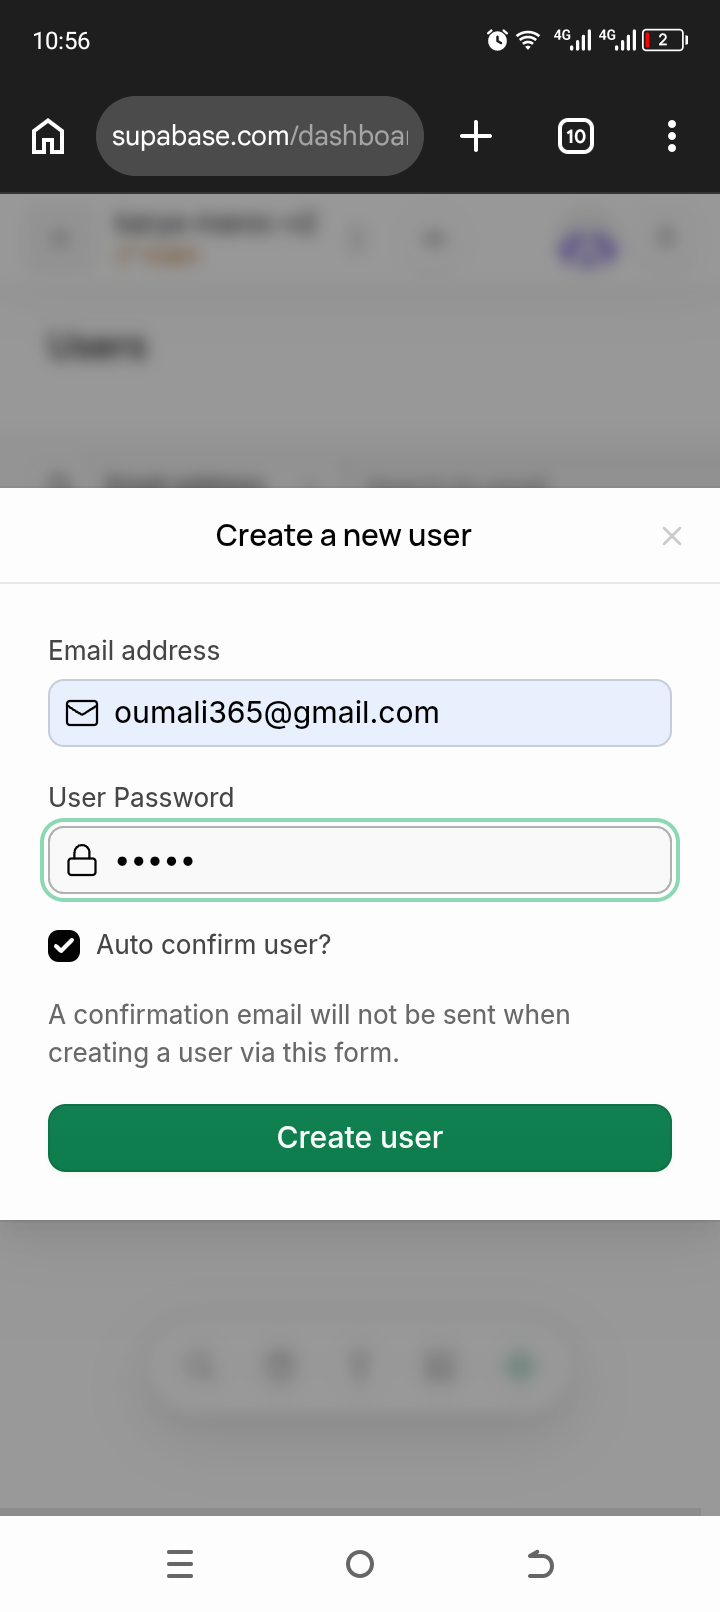 10:56
4G 4G 2
supabase.com/dashboa
10
Users
Create a new user
Email address
oumali365@gmail.com
User Password
•••••
Auto confirm user?
A confirmation email will not be sent when
creating a user via this form.
Create user